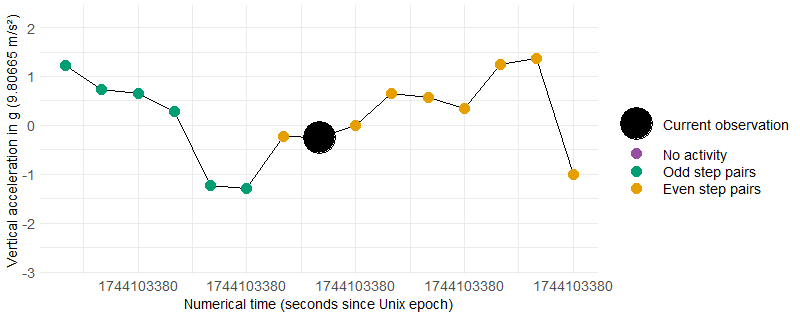 Vertical acceleration in g (9.80665 m/s²)
2
1
0
-1
-2
-3
1744103380 1744103380 1744103380 1744103380 1744103380
Numerical time (seconds since Unix epoch)
Current observation
No activity
Odd step pairs
Even step pairs